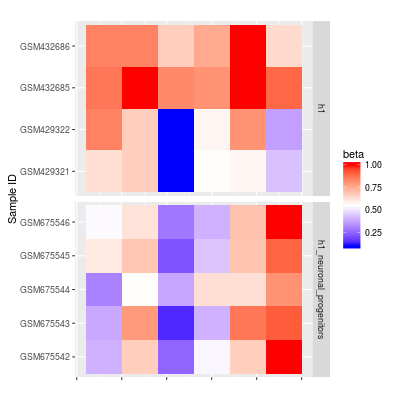 GSM432686
GSM432685
GSM429322
GSM429321
h1
GSM675546
GSM675545
GSM675544
GSM675543
GSM675542
h1_neuronal_progenitors
Sample ID
beta
1.00
0.75
0.50
0.25